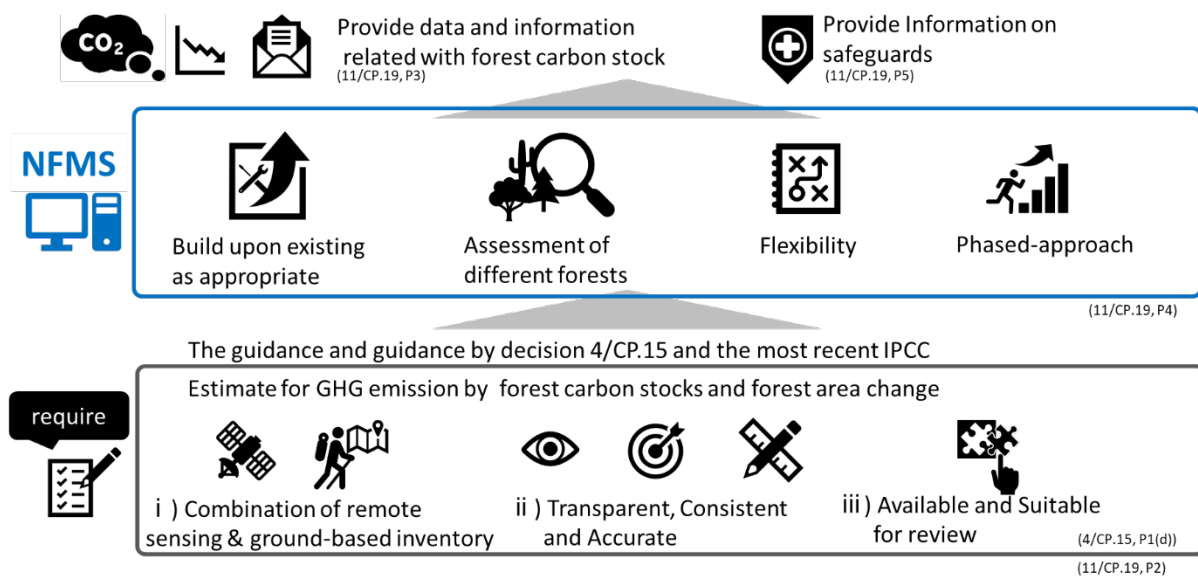 CO₂
Provide data and information
related with forest carbon stock
(11/CP.19, P3)
Provide Information on
safeguards
(11/CP.19, P5)
NFMS
Build upon existing
as appropriate
Assessment of
different forests
Flexibility
Phased-approach
(11/CP.19, P4)
The guidance and guidance by decision 4/CP.15 and the most recent IPCC
require
Estimate for GHG emission by forest carbon stocks and forest area change
ⅰ) Combination of remote
sensing & ground-based inventory
ⅱ) Transparent, Consistent
and Accurate
ⅲ) Available and Suitable
for review
(4/CP.15, P1(d))
(11/CP.19, P2)